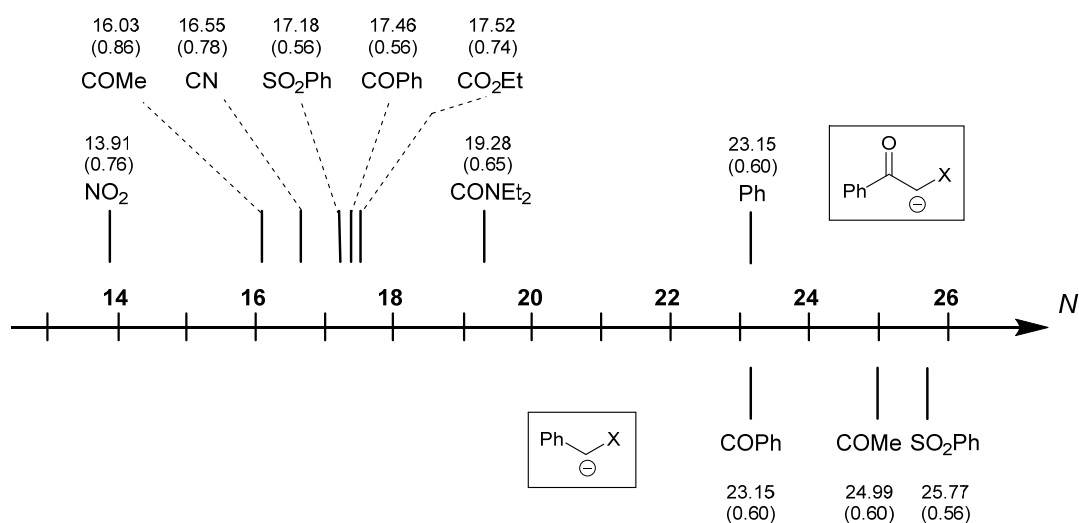 16.03 16.55 17.18 17.46 17.52
(0.86) (0.78) (0.56) (0.56) (0.74)
COMe CN SO2Ph COPh CO2Et
13.91 19.28 23.15
(0.76) (0.65) (0.60)
NO2 CONEt2 Ph
O
Ph X
⊖
14 16 18 20 22 24 26
N
Ph X
⊖
COPh COMe SO2Ph
23.15 24.99 25.77
(0.60) (0.60) (0.56)